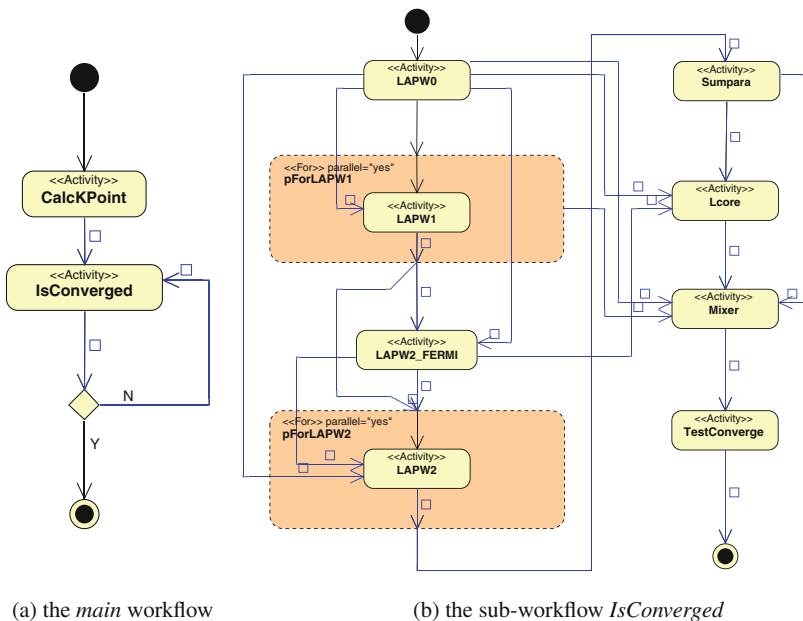 <<Activity>>
CalcKPoint
<<Activity>>
IsConverged
N
Y
(a) the main workflow
<<Activity>>
LAPW0
<<For>> parallel="yes"
pForLAPW1
<<Activity>>
LAPW1
<<Activity>>
LAPW2_FERMI
<<For>> parallel="yes"
pForLAPW2
<<Activity>>
LAPW2
<<Activity>>
Sumpara
<<Activity>>
Lcore
<<Activity>>
Mixer
<<Activity>>
TestConverge
(b) the sub-workflow IsConverged